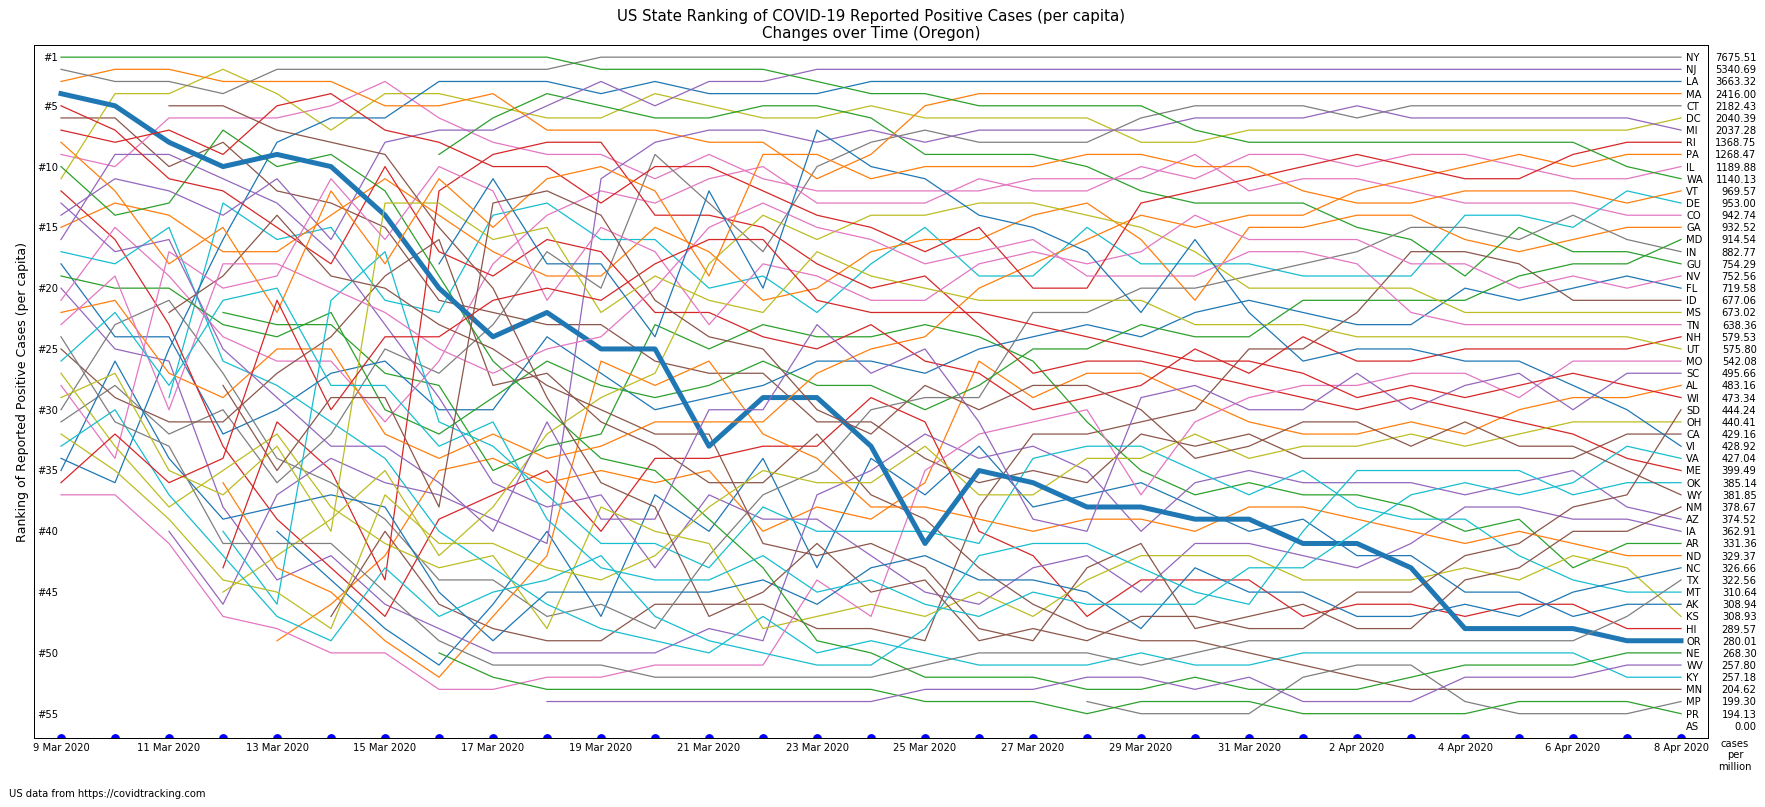 US State Ranking of COVID-19 Reported Positive Cases (per capita)
Changes over Time (Oregon)
Ranking of Reported Positive Cases (per capita)
#1
#5
#10
#15
#20
#25
#30
#35
#40
#45
#50
#55
NY 7675.51
NJ 5340.69
LA 3663.32
MA 2416.00
CT 2182.43
DC 2040.39
MI 2037.28
RI 1368.75
PA 1268.47
IL 1189.88
WA 1140.13
VT 969.57
DE 953.00
CO 942.74
GA 932.52
MD 914.54
IN 882.77
GU 754.29
NV 752.56
FL 719.58
ID 677.06
MS 673.02
TN 638.36
NH 579.53
UT 575.80
MO 542.08
SC 495.66
AL 483.16
WI 473.34
SD 444.24
OH 440.41
CA 429.16
VI 428.92
VA 427.04
ME 399.49
OK 385.14
WY 381.85
NM 378.67
AZ 374.52
IA 362.91
AR 331.36
ND 329.37
NC 326.66
TX 322.56
MT 310.64
AK 308.94
KS 308.93
HI 289.57
OR 280.01
NE 268.30
WV 257.80
KY 257.18
MN 204.62
MP 199.30
PR 194.13
AS 0.00
9 Mar 2020 11 Mar 2020 13 Mar 2020 15 Mar 2020 17 Mar 2020 19 Mar 2020 21 Mar 2020 23 Mar 2020 25 Mar 2020 27 Mar 2020 29 Mar 2020 31 Mar 2020 2 Apr 2020 4 Apr 2020 6 Apr 2020 8 Apr 2020
cases
per
million
US data from https://covidtracking.com